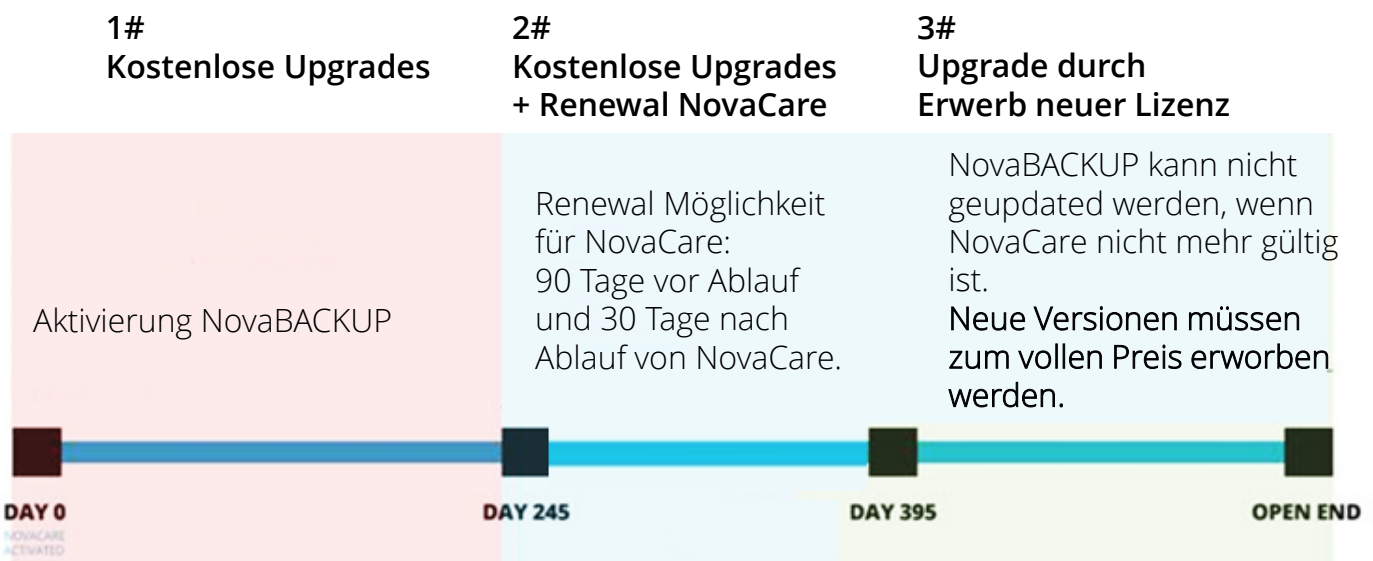 1#
Kostenlose Upgrades
2#
Kostenlose Upgrades
+ Renewal NovaCare
3#
Upgrade durch
Erwerb neuer Lizenz
Aktivierung NovaBACKUP
Renewal Möglichkeit
für NovaCare:
90 Tage vor Ablauf
und 30 Tage nach
Ablauf von NovaCare.
NovaBACKUP kann nicht
geupdated werden, wenn
NovaCare nicht mehr gültig
ist.
Neue Versionen müssen
zum vollen Preis erworben
werden.
DAY 0
NOVACARE
ACTIVATED
DAY 245
DAY 395
OPEN END